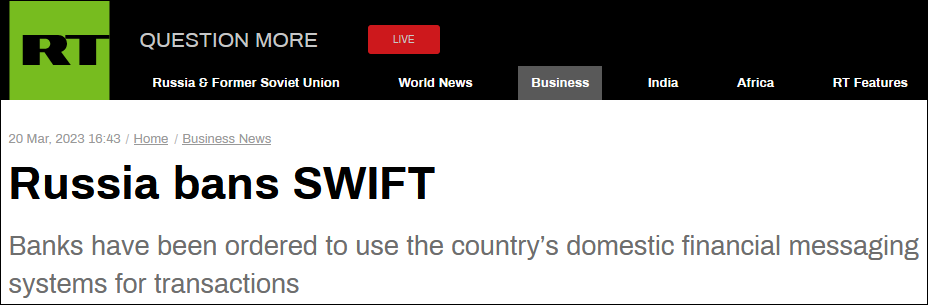 RT
QUESTION MORE
LIVE
Russia & Former Soviet Union World News Business India Africa RT Features
20 Mar, 2023 16:43 / Home / Business News
Russia bans SWIFT
Banks have been ordered to use the country’s domestic financial messaging
systems for transactions